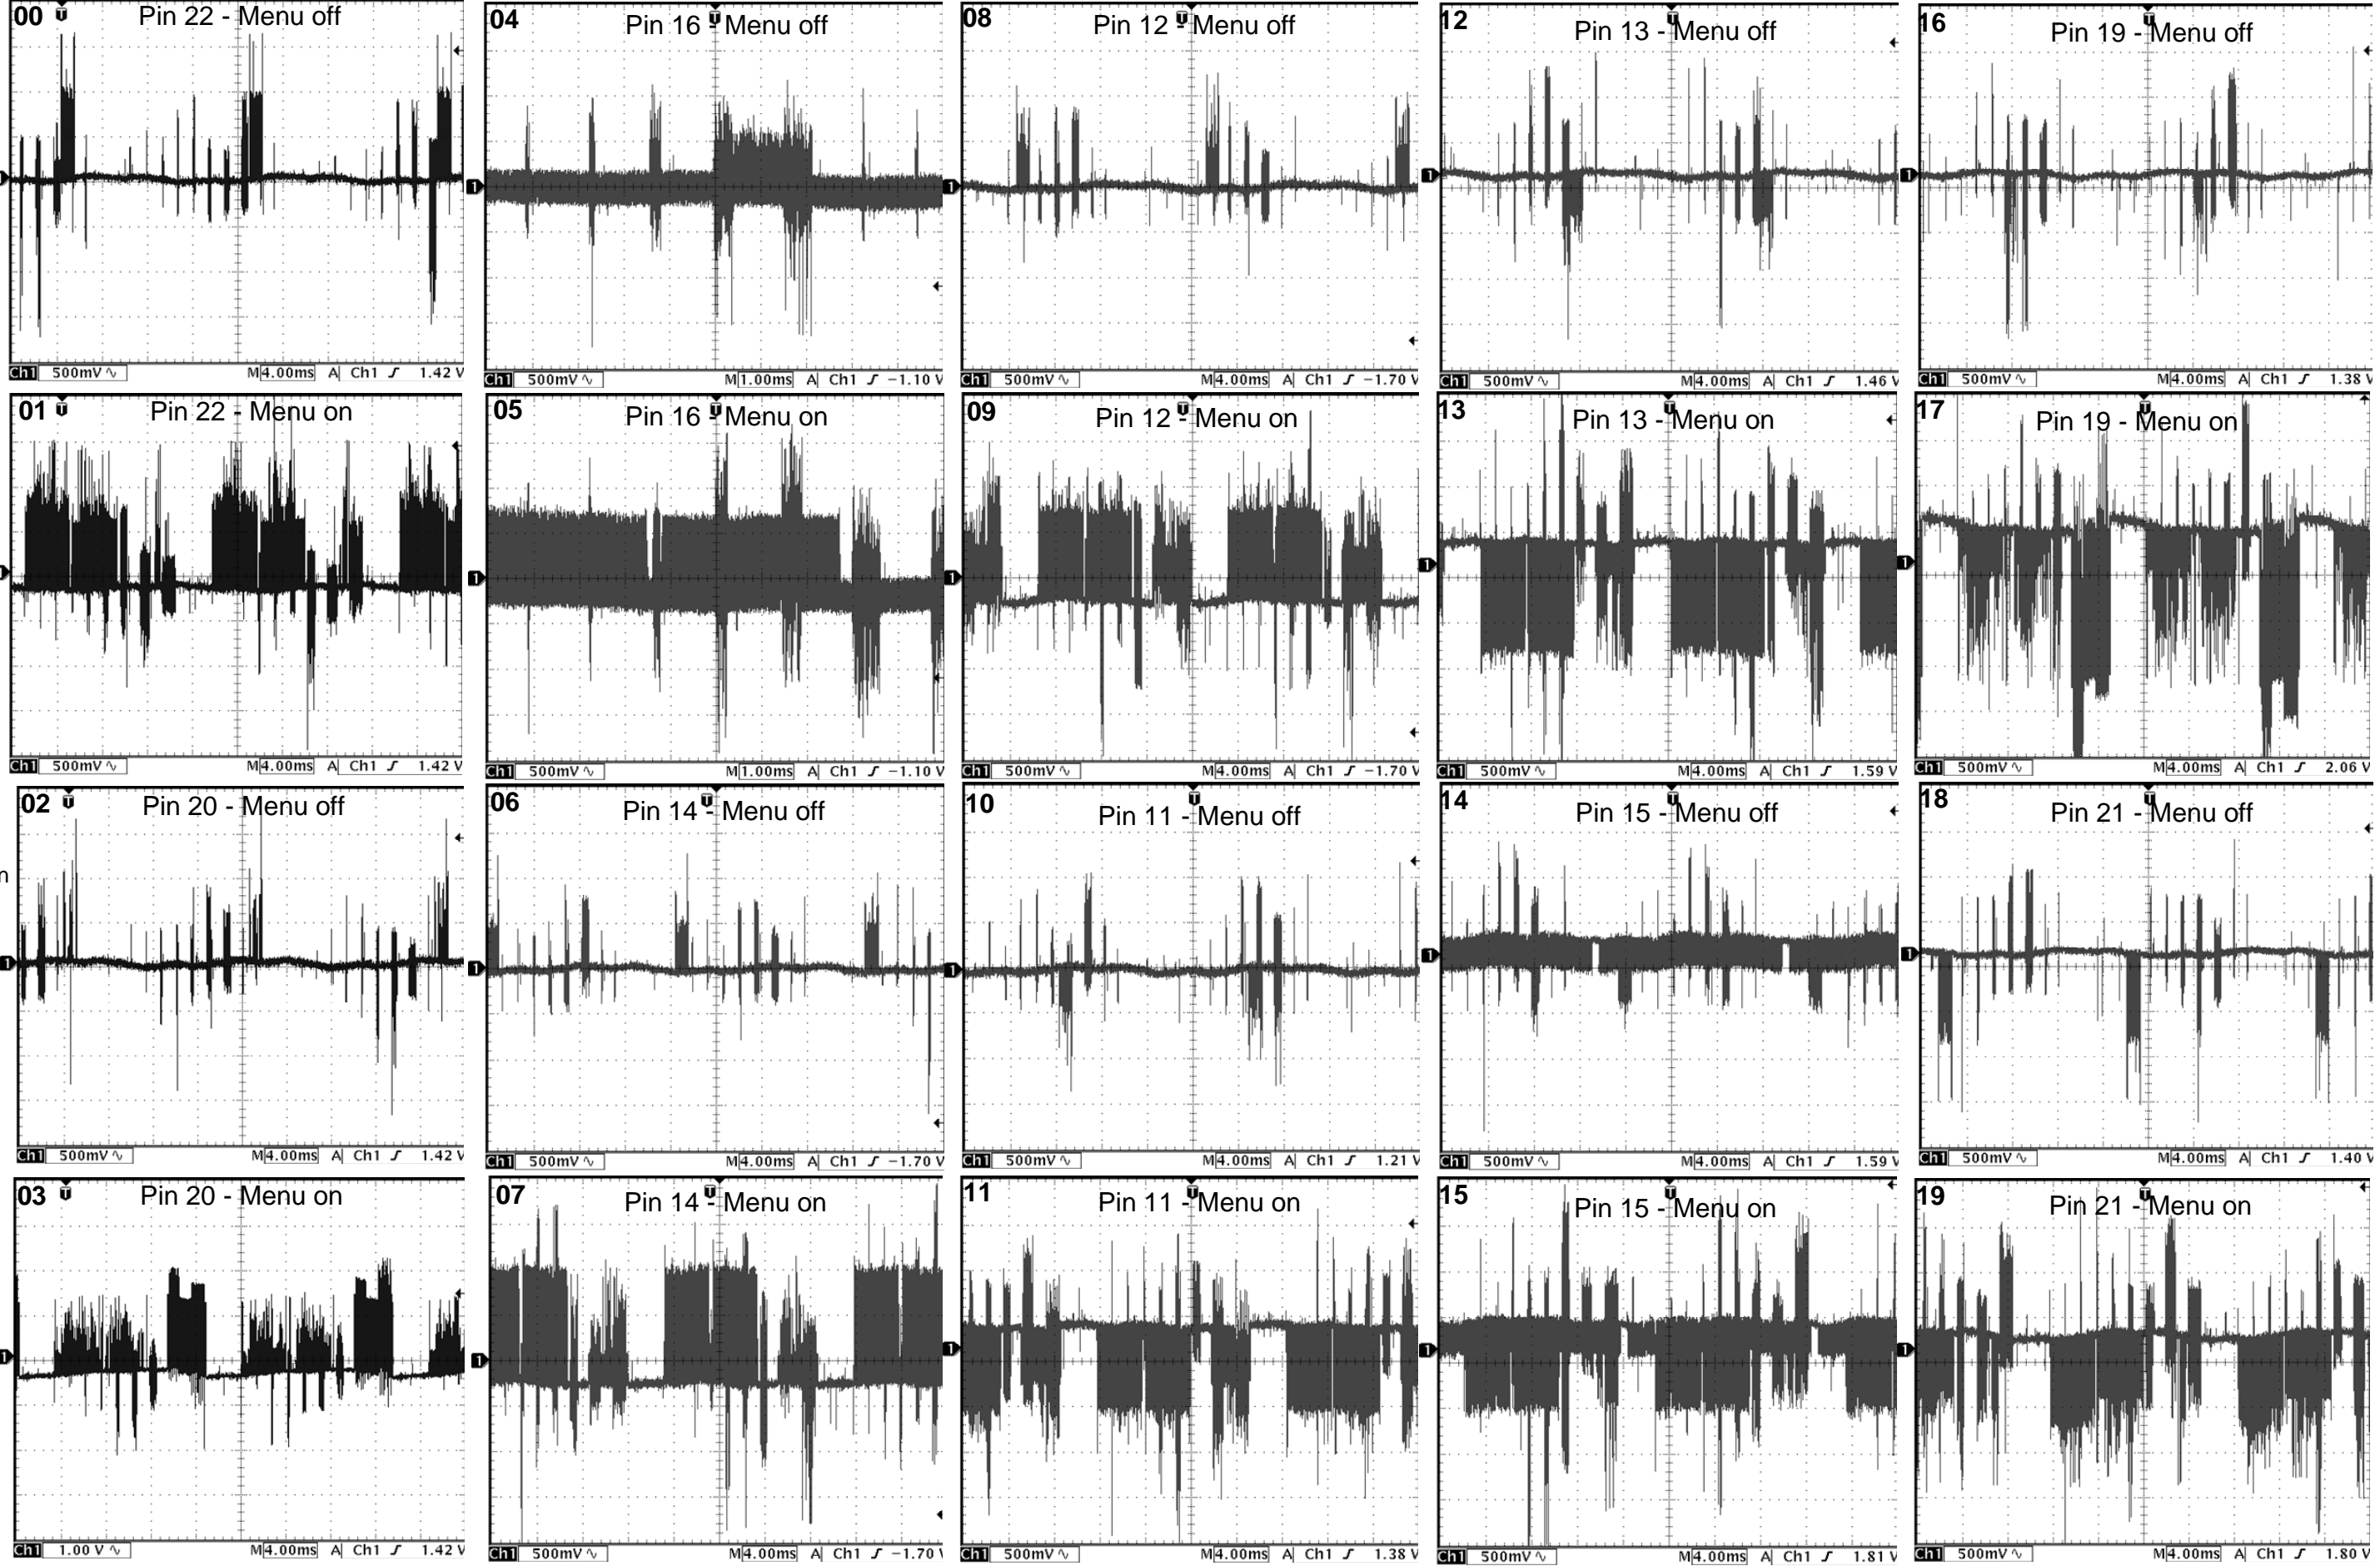 00 Pin 22 - Menu off
Ch1 500mV M 4.00ms A Ch1 1.42 V
04 Pin 16 - Menu off
Ch1 500mV M 1.00ms A Ch1 −1.10 V
08 Pin 12 - Menu off
Ch1 500mV M 4.00ms A Ch1 −1.70 V
12 Pin 13 - Menu off
Ch1 500mV M 4.00ms A Ch1 1.46 V
16 Pin 19 - Menu off
Ch1 500mV M 4.00ms A Ch1 1.38 V
01 Pin 22 - Menu on
Ch1 500mV M 4.00ms A Ch1 1.42 V
05 Pin 16 - Menu on
Ch1 500mV M 1.00ms A Ch1 −1.10 V
09 Pin 12 - Menu on
Ch1 500mV M 4.00ms A Ch1 −1.70 V
13 Pin 13 - Menu on
Ch1 500mV M 4.00ms A Ch1 1.59 V
17 Pin 19 - Menu on
Ch1 500mV M 4.00ms A Ch1 2.06 V
02 Pin 20 - Menu off
Ch1 500mV M 4.00ms A Ch1 1.42 V
06 Pin 14 - Menu off
Ch1 500mV M 4.00ms A Ch1 −1.70 V
10 Pin 11 - Menu off
Ch1 500mV M 4.00ms A Ch1 1.21 V
14 Pin 15 - Menu off
Ch1 500mV M 4.00ms A Ch1 1.59 V
18 Pin 21 - Menu off
Ch1 500mV M 4.00ms A Ch1 1.40 V
03 Pin 20 - Menu on
Ch1 1.00 V M 4.00ms A Ch1 1.42 V
07 Pin 14 - Menu on
Ch1 500mV M 4.00ms A Ch1 −1.70 V
11 Pin 11 - Menu on
Ch1 500mV M 4.00ms A Ch1 1.38 V
15 Pin 15 - Menu on
Ch1 500mV M 4.00ms A Ch1 1.81 V
19 Pin 21 - Menu on
Ch1 500mV M 4.00ms A Ch1 1.80 V